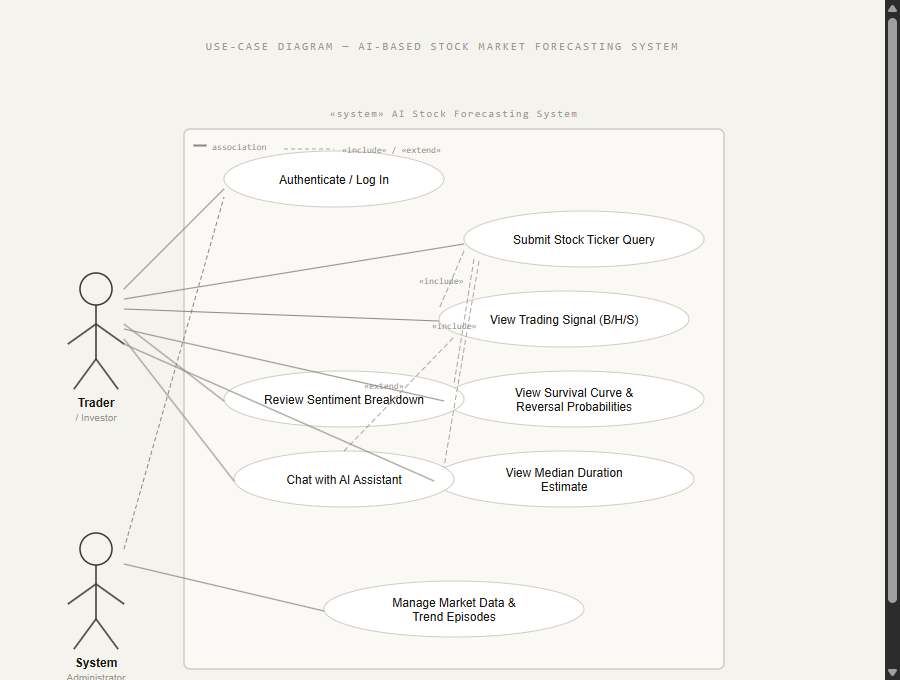 USE-CASE DIAGRAM — AI-BASED STOCK MARKET FORECASTING SYSTEM
«system» AI Stock Forecasting System
association
«include» / «extend»
Authenticate / Log In
Submit Stock Ticker Query
«include»
View Trading Signal (B/H/S)
«include»
«extend»
Review Sentiment Breakdown
View Survival Curve &
Reversal Probabilities
Trader
/ Investor
Chat with AI Assistant
View Median Duration
Estimate
Manage Market Data &
Trend Episodes
System
Administrator